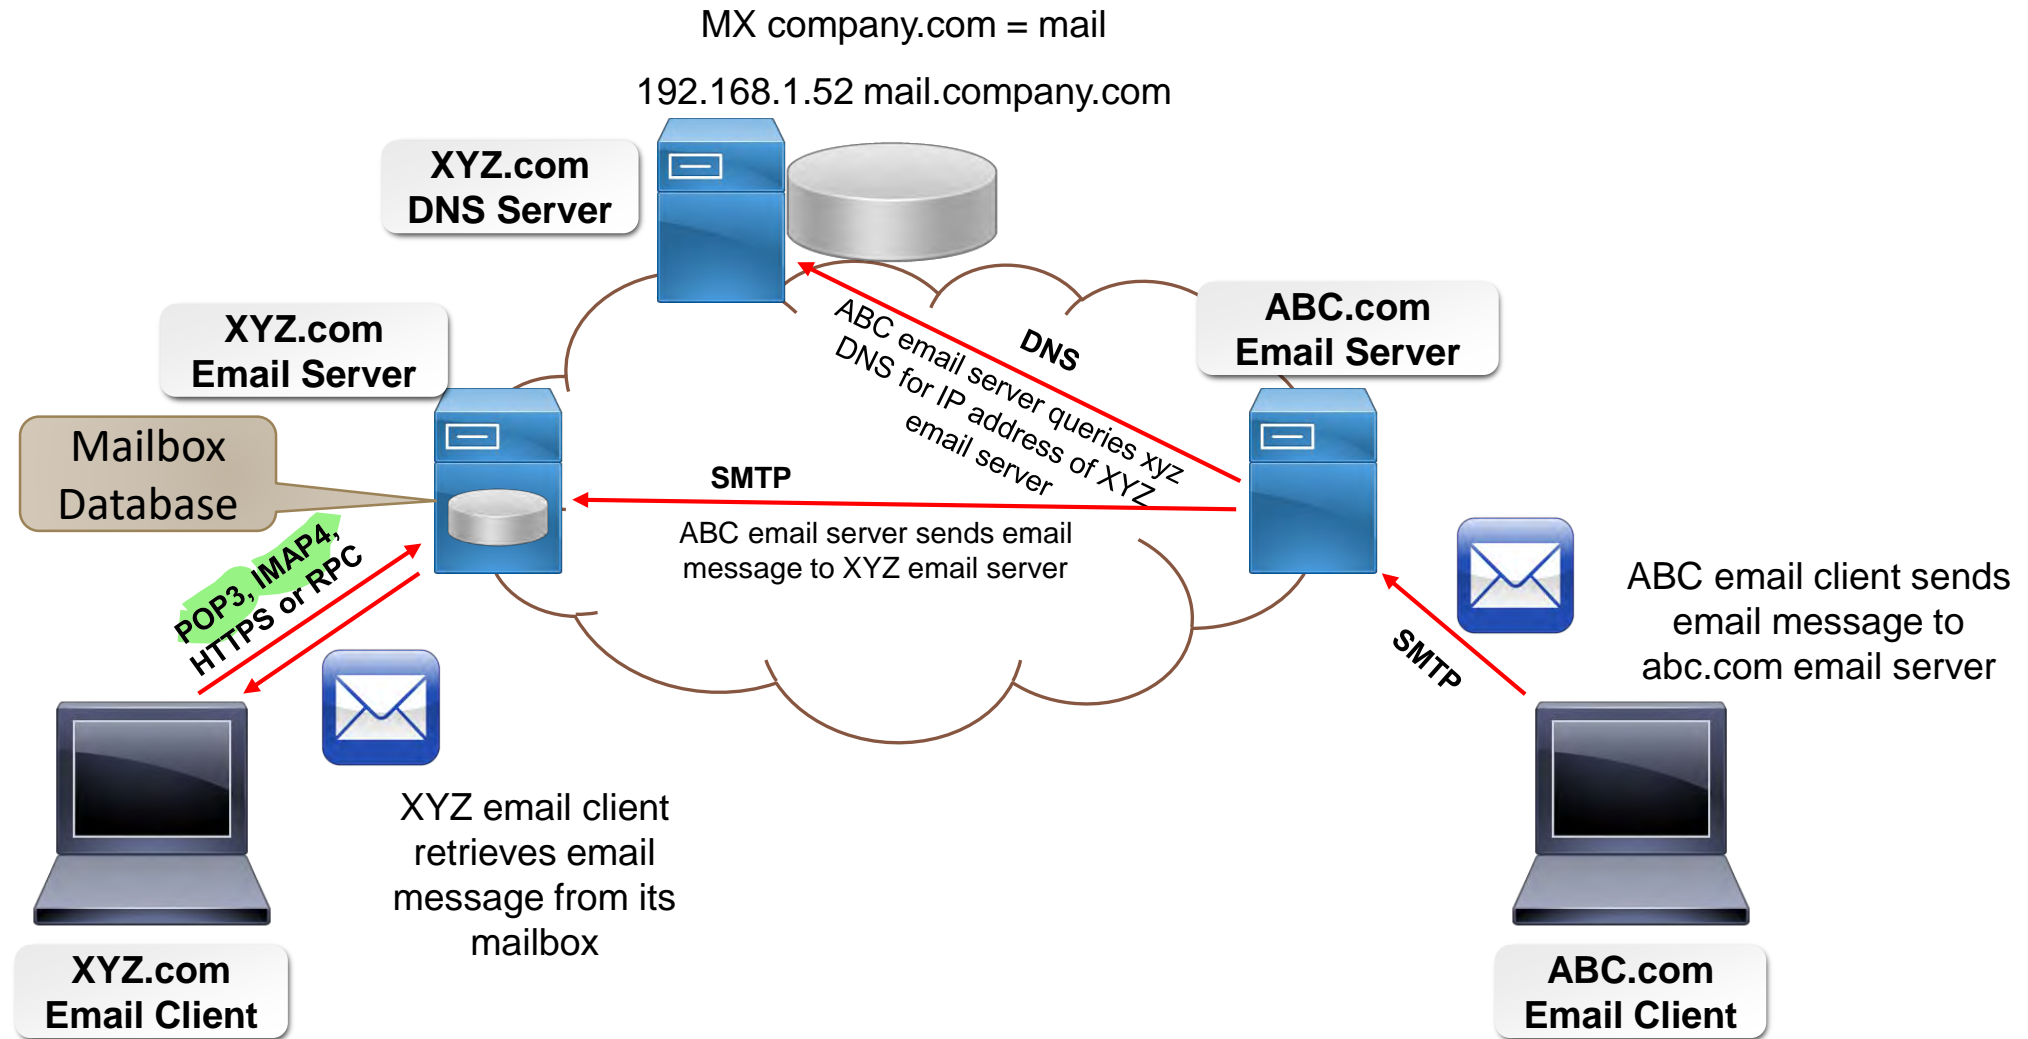 MX company.com = mail
192.168.1.52 mail.company.com
XYZ.com
DNS Server
XYZ.com
Email Server
ABC.com
Email Server
DNS
ABC email server queries xyz
DNS for IP address of XYZ
email server
Mailbox
Database
SMTP
ABC email server sends email
message to XYZ email server
POP3, IMAP4,
HTTPS or RPC
ABC email client sends
email message to
abc.com email server
SMTP
XYZ email client
retrieves email
message from its
mailbox
XYZ.com
Email Client
ABC.com
Email Client